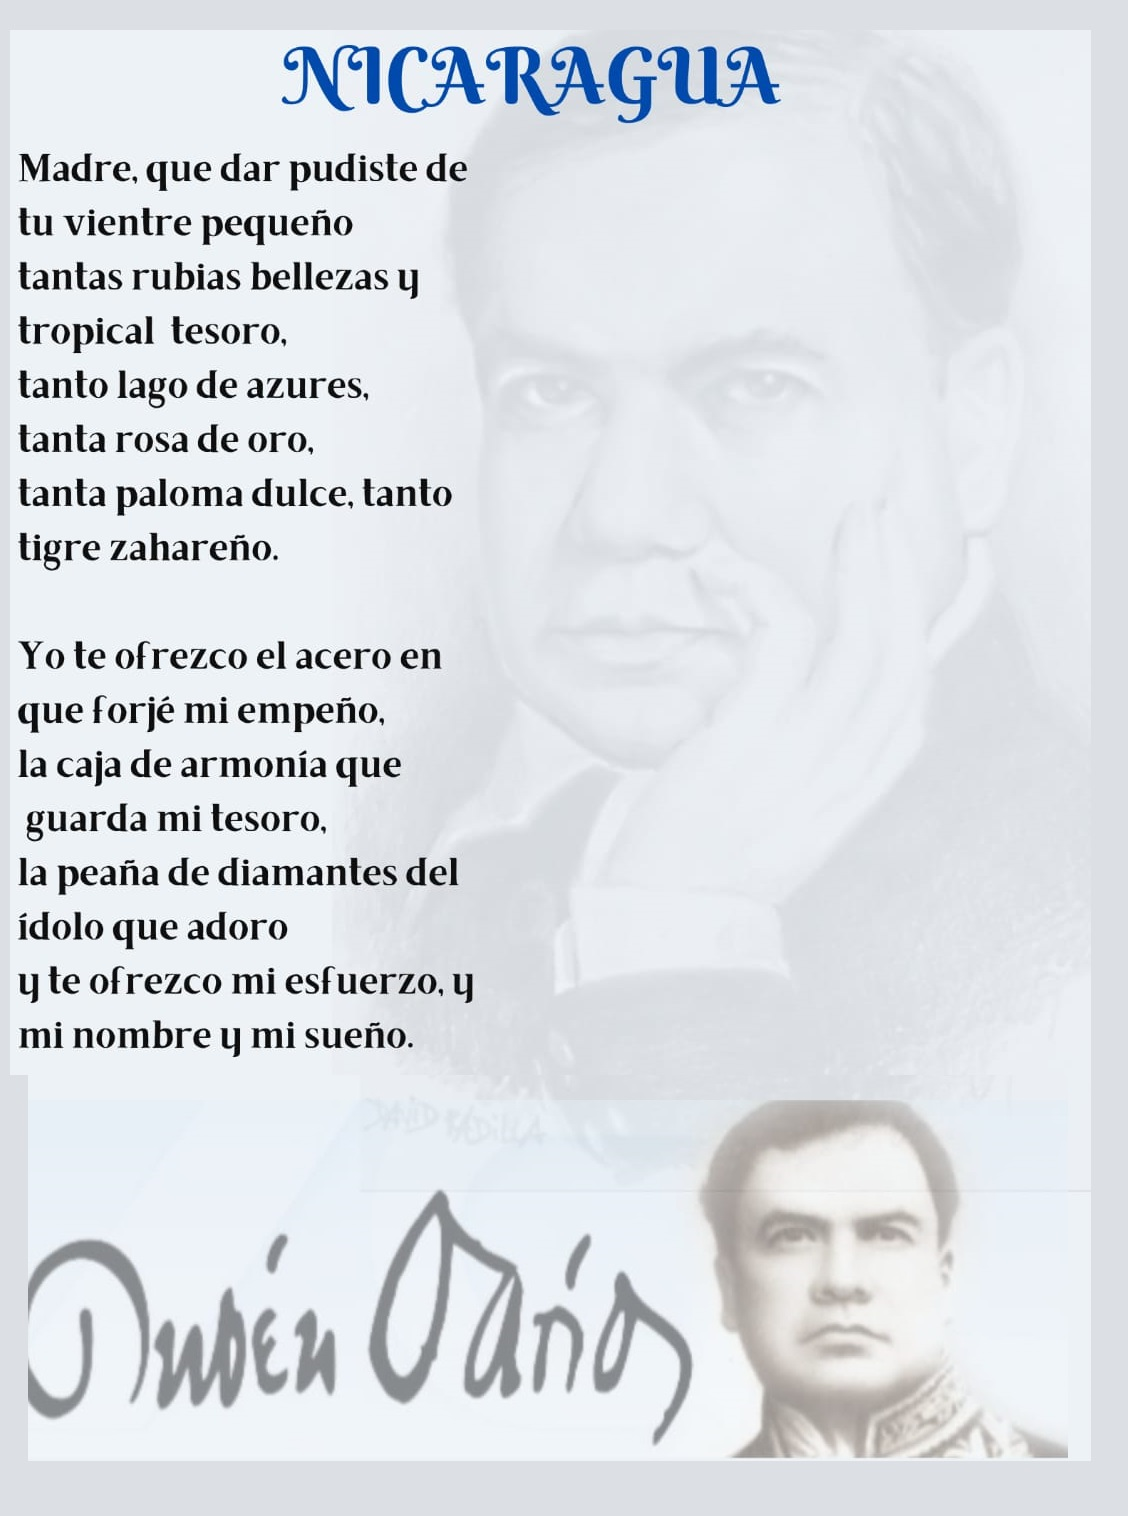 NICARAGUA
Madre, que dar pudiste de
tu vientre pequeño
tantas rubias bellezas y
tropical tesoro,
tanto lago de azures,
tanta rosa de oro,
tanta paloma dulce, tanto
tigre zahareño.
Yo te ofrezco el acero en
que forjé mi empeño,
la caja de armonía que
guarda mi tesoro,
la peaña de diamantes del
ídolo que adoro
y te ofrezco mi esfuerzo, y
mi nombre y mi sueño.
DAVID PADILLA
Rubén Darío